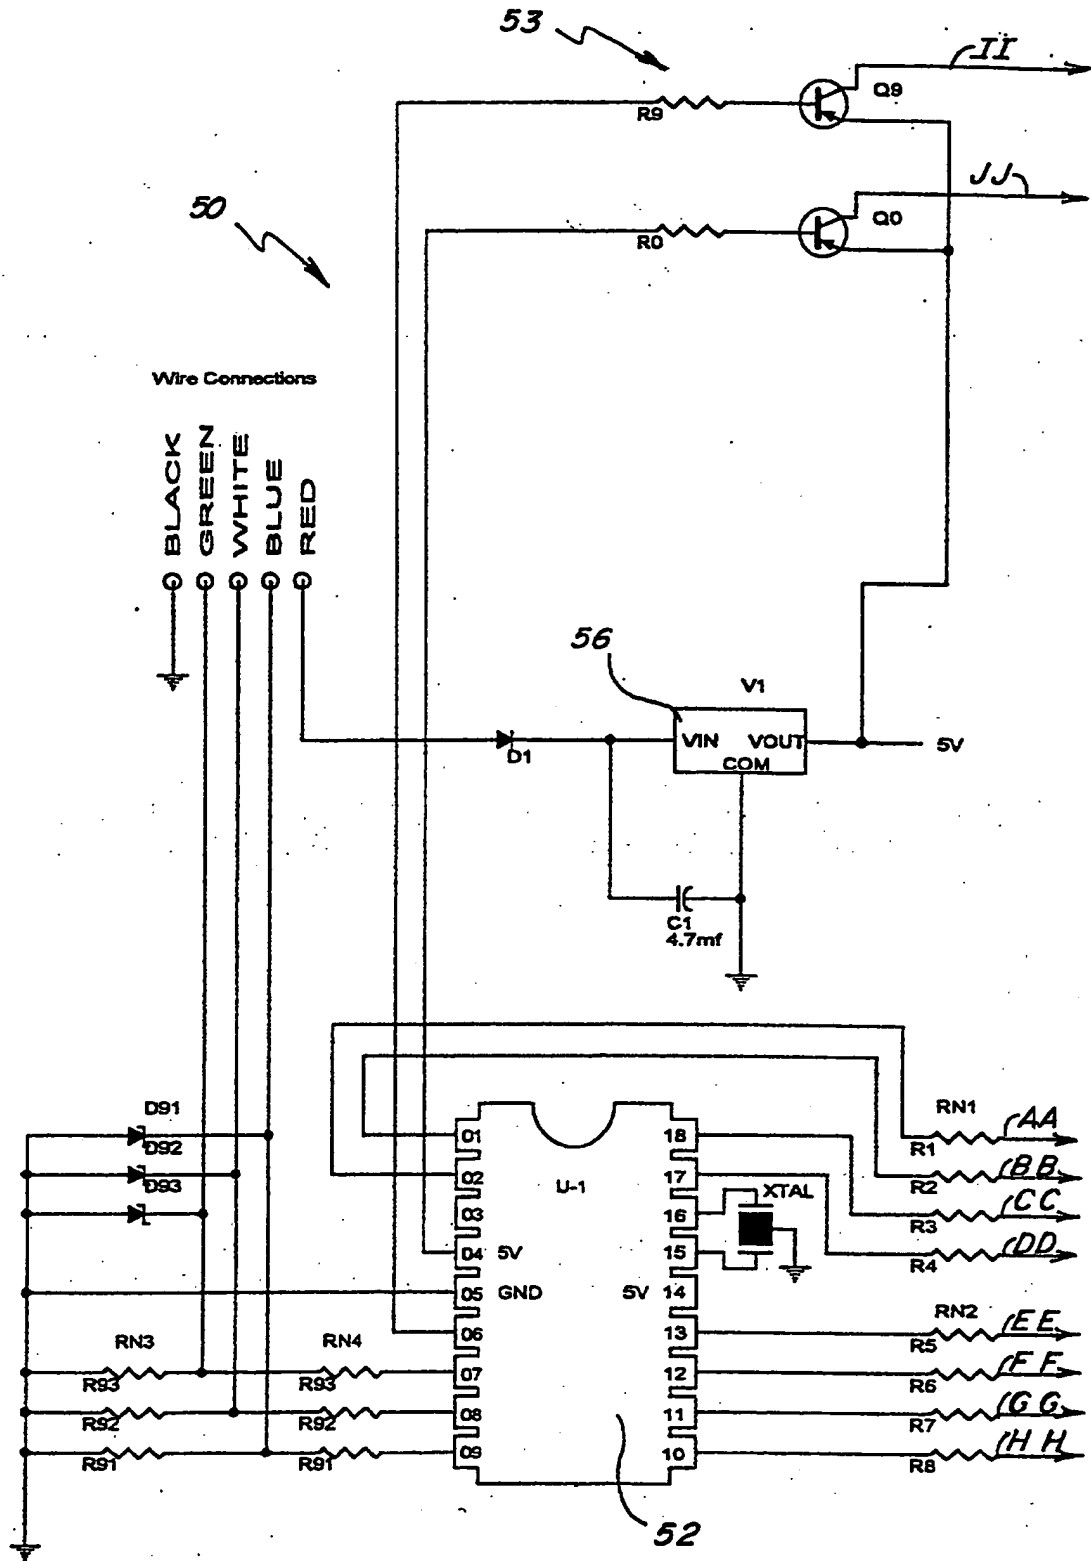 53
II
Q9
R9
JJ
50
Q0
R0
Wire Connections
BLACK
GREEN
WHITE
BLUE
RED
56
V1
VIN VOUT
5V
COM
D1
C1
4.7mf
D91
RN1
AA
D92
01
18
R1
U-1
BB
D93
02
17
XTAL
R2
CC
03
16
R3
DD
04 5V
15
R4
05 GND
5V 14
RN2
EE
06
13
R5
RN3
RN4
FF
R93
R93
07
12
R6
GG
R92
R92
08
11
R7
HH
R91
R91
09
10
R8
52